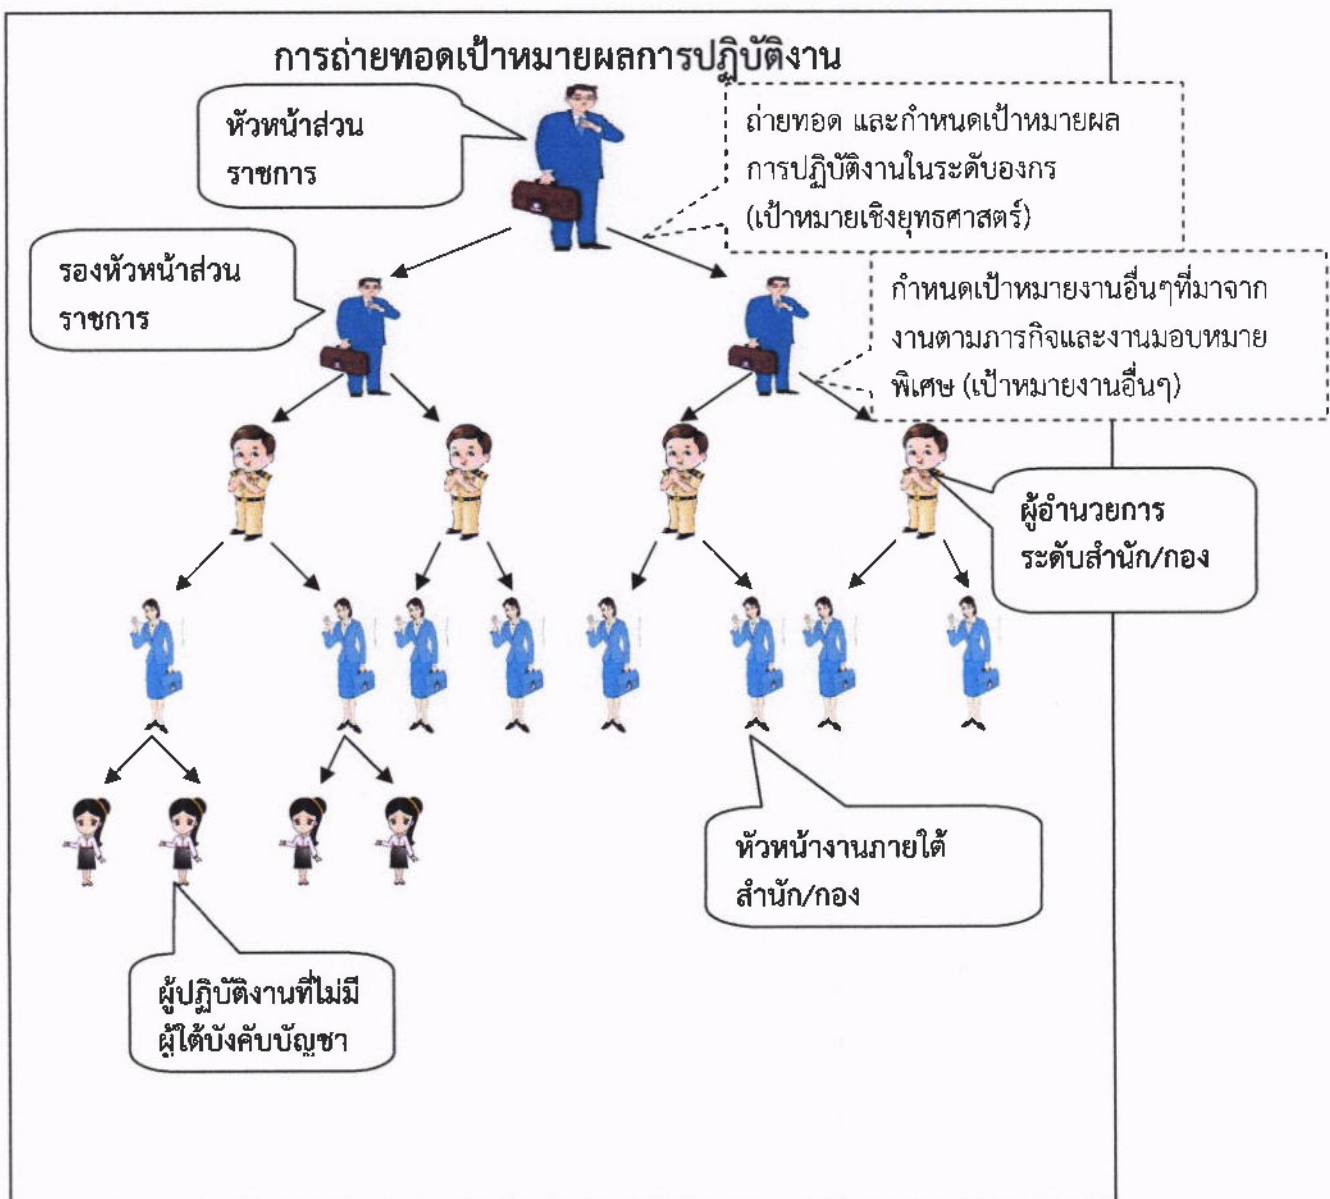 การถ่ายทอดเป้าหมายผลการปฏิบัติงาน
หัวหน้าส่วน
ราชการ
ถ่ายทอด และกำหนดเป้าหมายผล
การปฏิบัติงานในระดับองกร
(เป้าหมายเชิงยุทธศาสตร์)
รองหัวหน้าส่วน
ราชการ
กำหนดเป้าหมายงานอื่นๆที่มาจาก
งานตามภารกิจและงานมอบหมาย
พิเศษ (เป้าหมายงานอื่นๆ)
ผู้อำนวยการ
ระดับสำนัก/กอง
หัวหน้างานภายใต้
สำนัก/กอง
ผู้ปฏิบัติงานที่ไม่มี
ผู้ใต้บังคับบัญชา